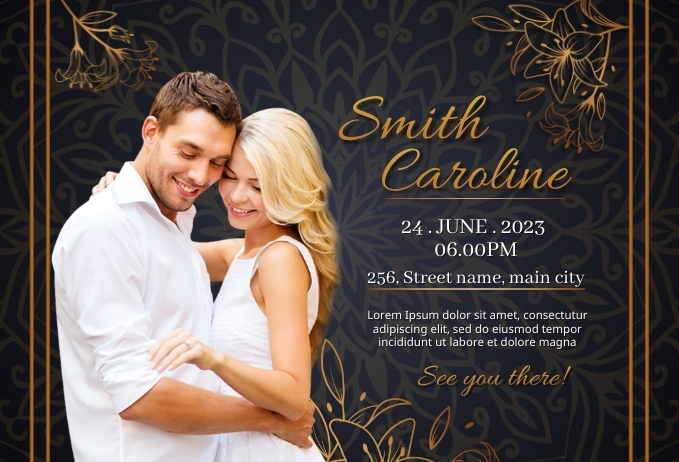 Smith
Caroline
24 . JUNE . 2023
06.00PM
256, Street name, main city
Lorem Ipsum dolor sit amet, consectutur
adipiscing elit, sed do eiusmod tempor
incididunt ut labore et dolore magna
See you there!